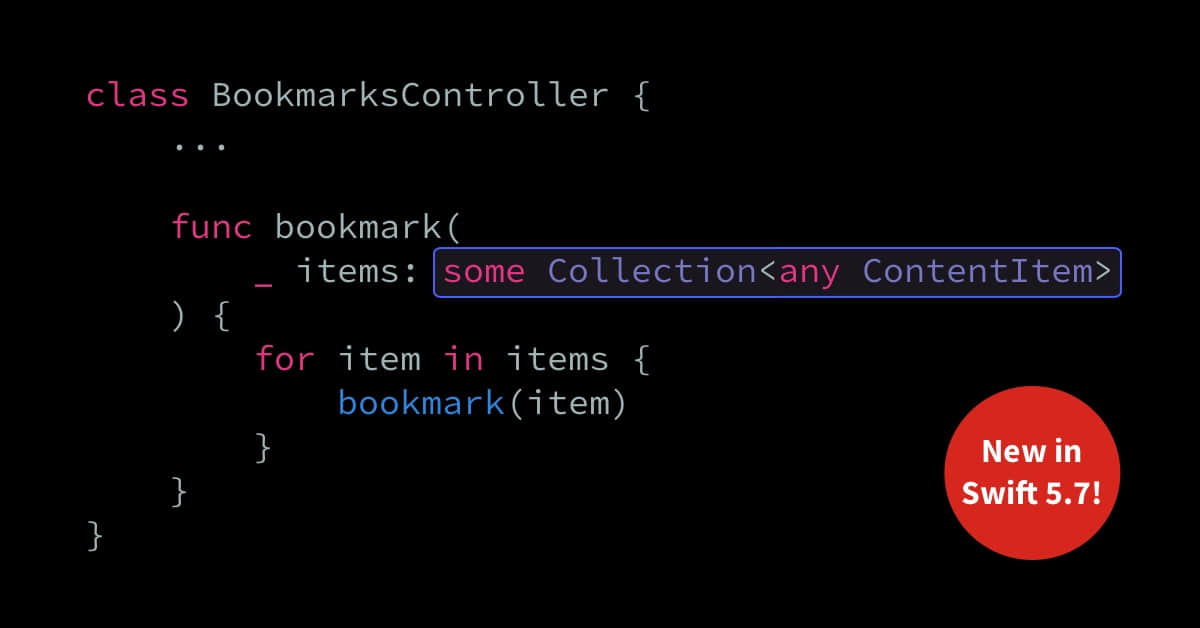 class BookmarksController {
    ...

    func bookmark(
        _ items: some Collection<any ContentItem>
    ) {
        for item in items {
            bookmark(item)
        }
    }
}
New in
Swift 5.7!